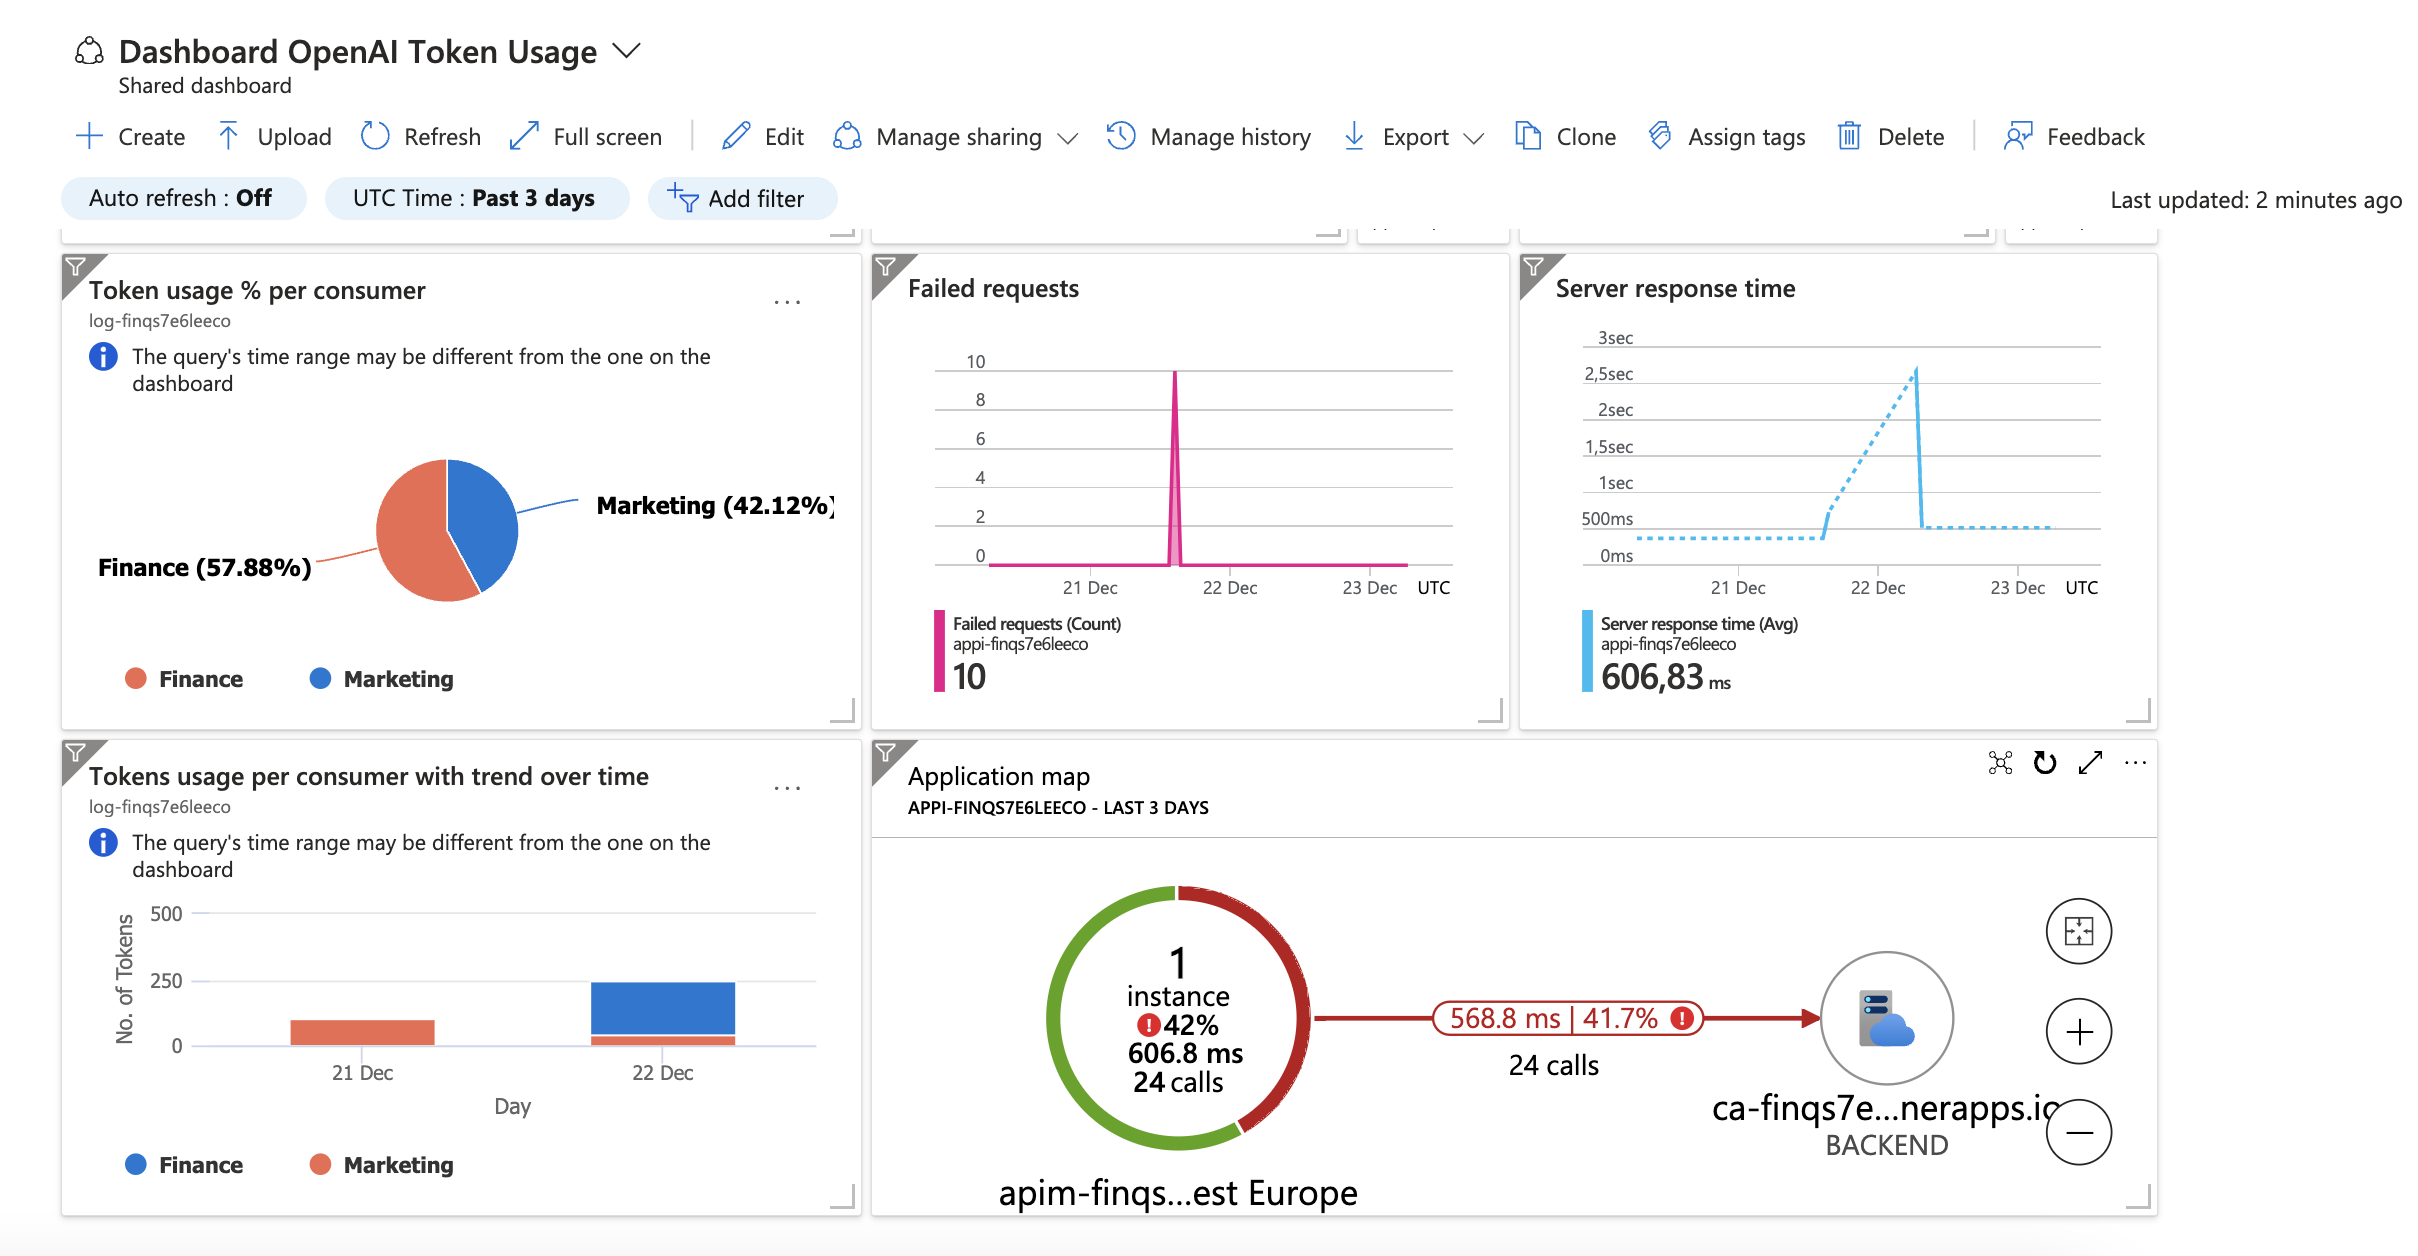 Dashboard OpenAI Token Usage
Shared dashboard
Create Upload Refresh Full screen Edit Manage sharing Manage history Export Clone Assign tags Delete Feedback
Auto refresh : Off UTC Time : Past 3 days Add filter Last updated: 2 minutes ago
Token usage % per consumer
log-finqs7e6leeco
The query's time range may be different from the one on the
dashboard
Marketing (42.12%)
Finance (57.88%)
Finance Marketing
Failed requests
10
8
6
4
2
0
21 Dec 22 Dec 23 Dec UTC
Failed requests (Count)
appi-finqs7e6leeco
10
Server response time
3sec
2,5sec
2sec
1,5sec
1sec
500ms
0ms
21 Dec 22 Dec 23 Dec UTC
Server response time (Avg)
appi-finqs7e6leeco
606,83 ms
Tokens usage per consumer with trend over time
log-finqs7e6leeco
The query's time range may be different from the one on the
dashboard
No. of Tokens
500
250
0
21 Dec 22 Dec
Day
Finance Marketing
Application map
APPI-FINQS7E6LEECO - LAST 3 DAYS
1
instance
42%
606.8 ms
24 calls
apim-finqs...est Europe
568.8 ms | 41.7%
24 calls
ca-finqs7e...nerapps.io
BACKEND